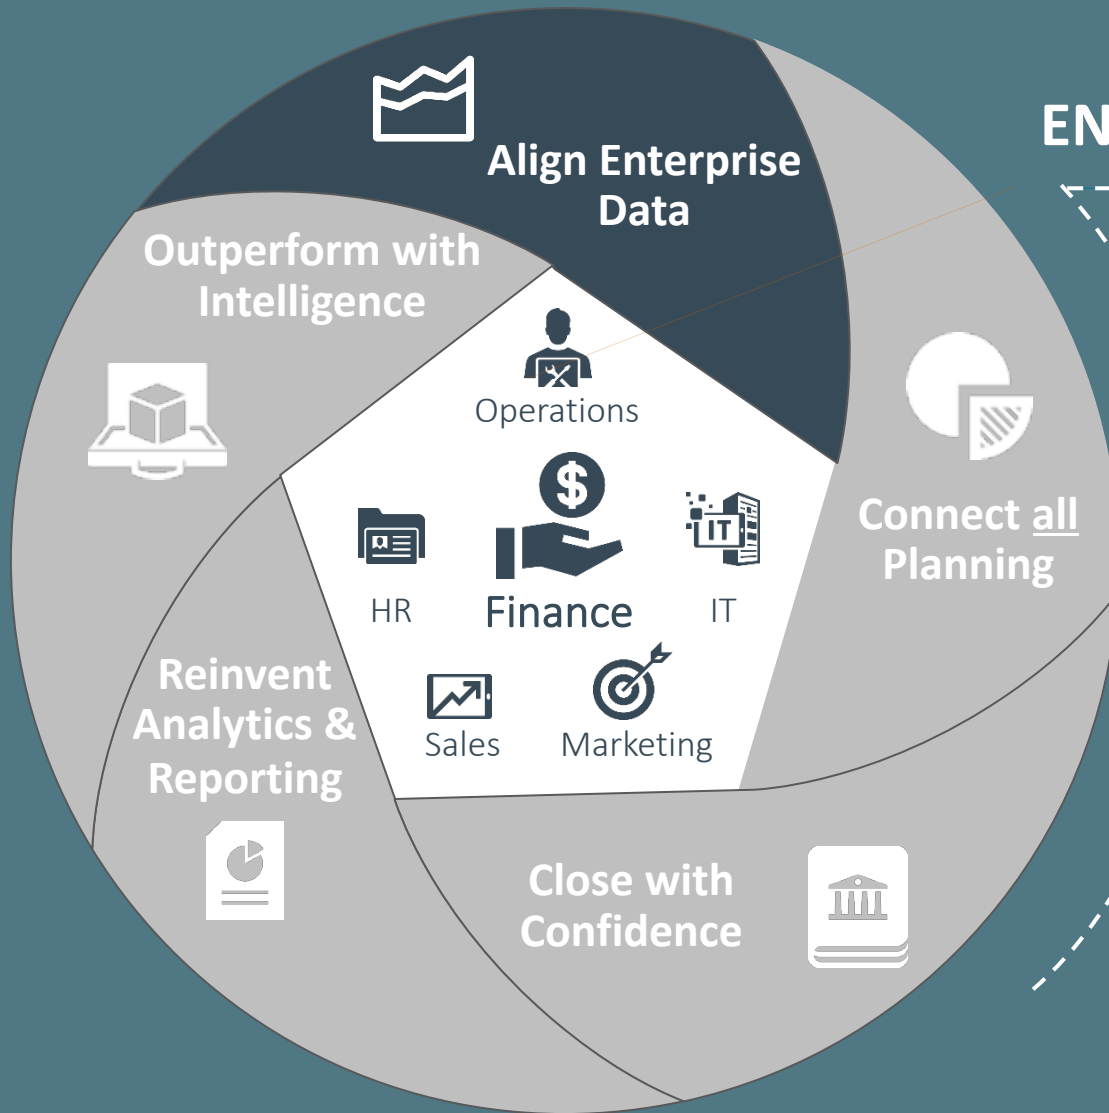 EN
Align Enterprise
Data
Outperform with
Intelligence
Operations
Connect all
Planning
IT
HR
Finance
IT
Reinvent
Analytics &
Reporting
Sales
Marketing
Close with
Confidence